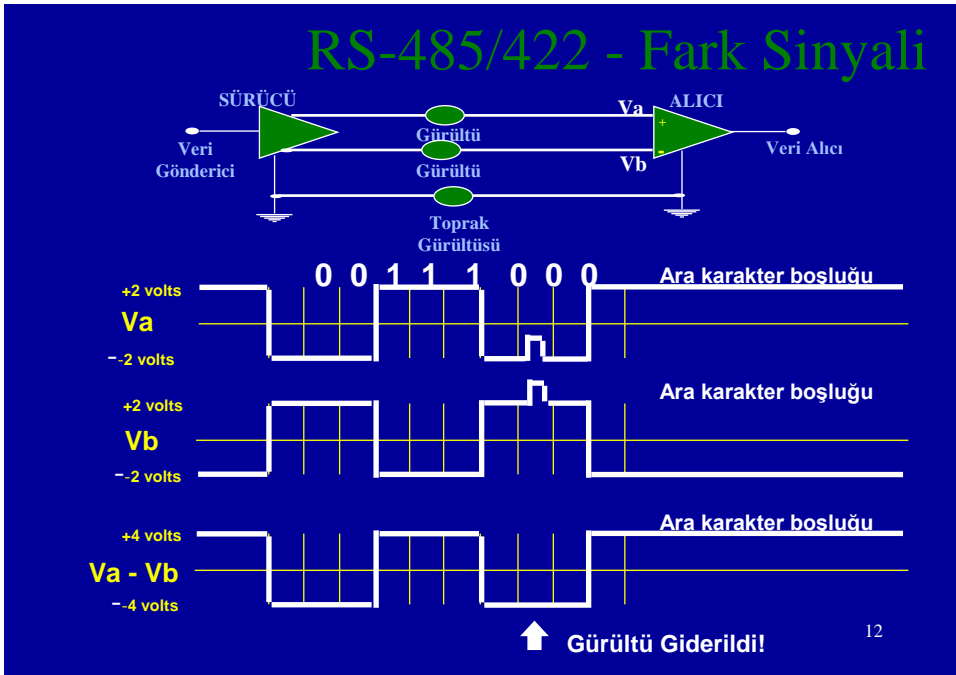 RS-485/422 - Fark Sinyali
SÜRÜCÜ
Va
ALICI
+
Gürültü
Veri
Gönderici
Veri Alıcı
-
Vb
Gürültü
Toprak
Gürültüsü
0 0 1 1 1 0 0 0
Ara karakter boşluğu
+2 volts
Va
--2 volts
Ara karakter boşluğu
+2 volts
Vb
--2 volts
Ara karakter boşluğu
+4 volts
Va - Vb
--4 volts
Gürültü Giderildi!
12